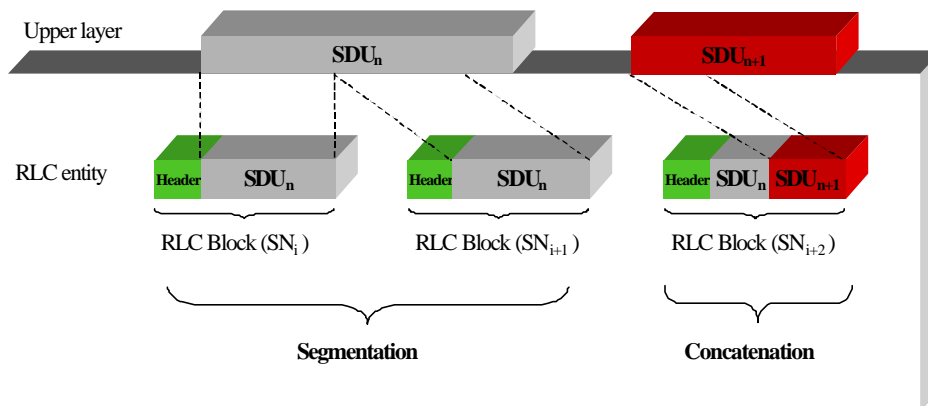 Upper layer
SDUn
SDUn+1
RLC entity
Header
SDUn
Header
SDUn
Header
SDUn
SDUn+1
RLC Block (SNi )
RLC Block (SNi+1 )
RLC Block (SNi+2 )
Segmentation
Concatenation